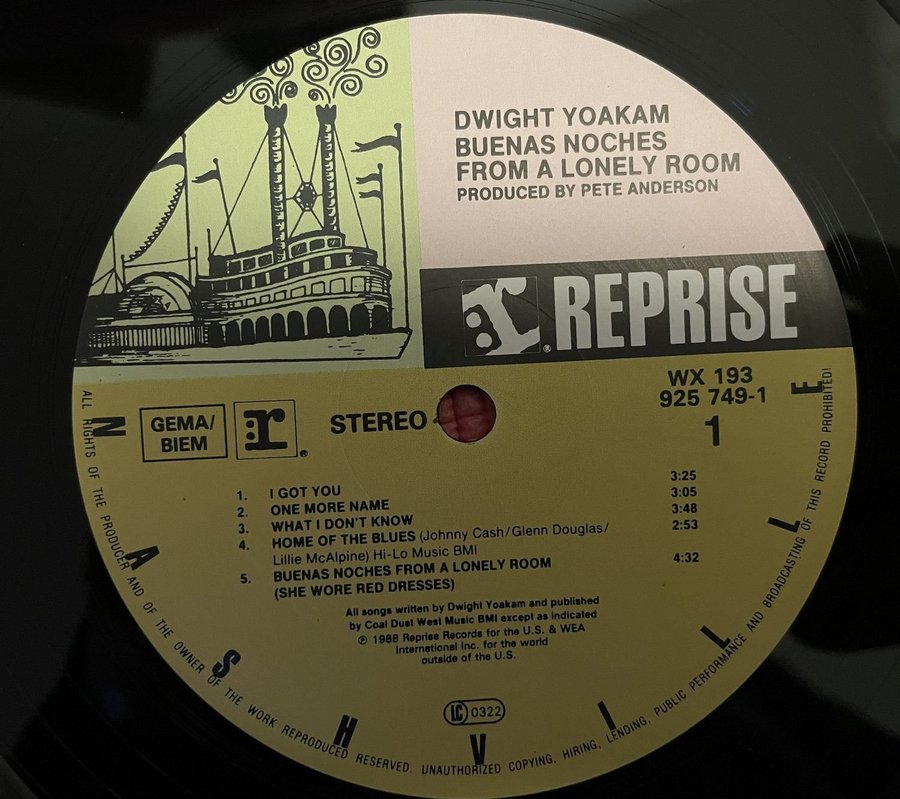 DWIGHT YOAKAM
BUENAS NOCHES
FROM A LONELY ROOM
PRODUCED BY PETE ANDERSON
r® REPRISE
WX 193
925 749-1
1
GEMA/
BIEM
r®
STEREO
1. I GOT YOU 3:25
2. ONE MORE NAME 3:05
3. WHAT I DON'T KNOW 3:48
4. HOME OF THE BLUES (Johnny Cash/Glenn Douglas/ 2:53
Lillie McAlpine) Hi-Lo Music BMI
5. BUENAS NOCHES FROM A LONELY ROOM 4:32
(SHE WORE RED DRESSES)
All songs written by Dwight Yoakam and published
by Coal Dust West Music BMI except as indicated
℗ 1988 Reprise Records for the U.S. & WEA
International Inc. for the world
outside of the U.S.
LC 0322
NASHVILLE
ALL RIGHTS OF THE PRODUCER AND OF THE OWNER OF THE WORK REPRODUCED RESERVED. UNAUTHORIZED COPYING, HIRING, LENDING, PUBLIC PERFORMANCE AND BROADCASTING OF THIS RECORD PROHIBITED!